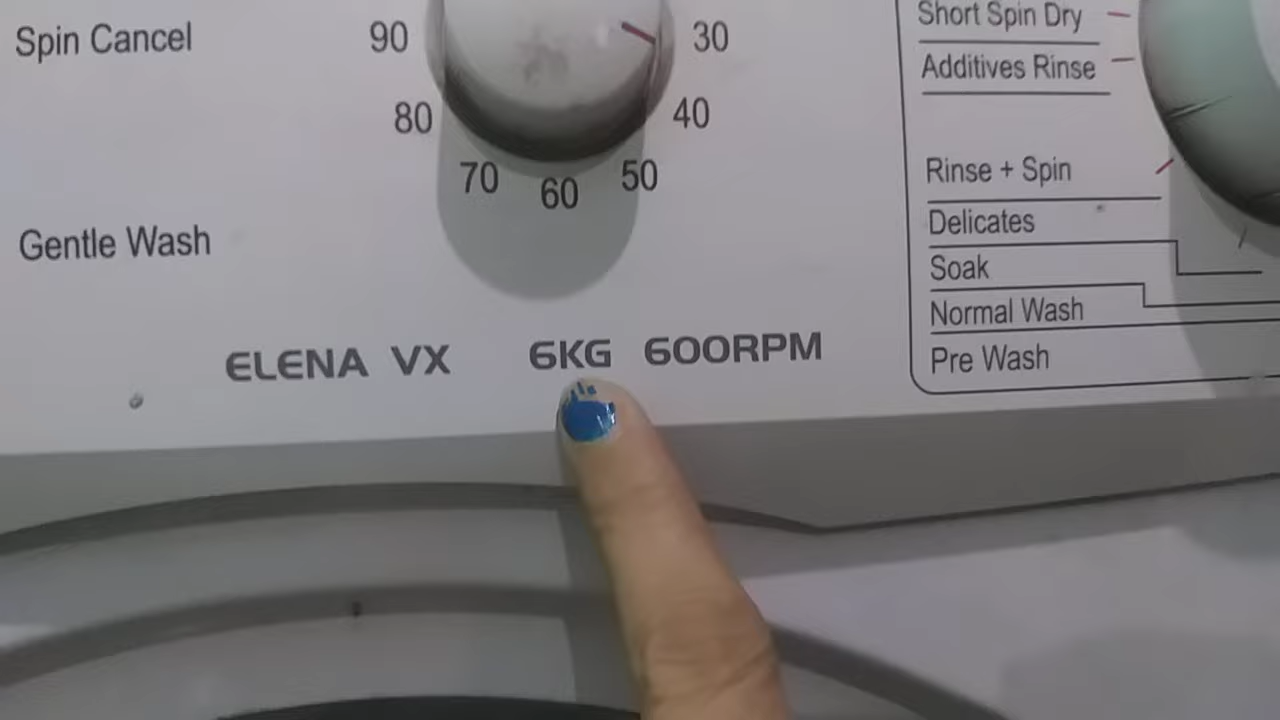 Spin Cancel
90
30
80
40
70
60
50
Gentle Wash
ELENA VX 6KG 600RPM
Short Spin Dry
Additives Rinse
Rinse + Spin
Delicates
Soak
Normal Wash
Pre Wash